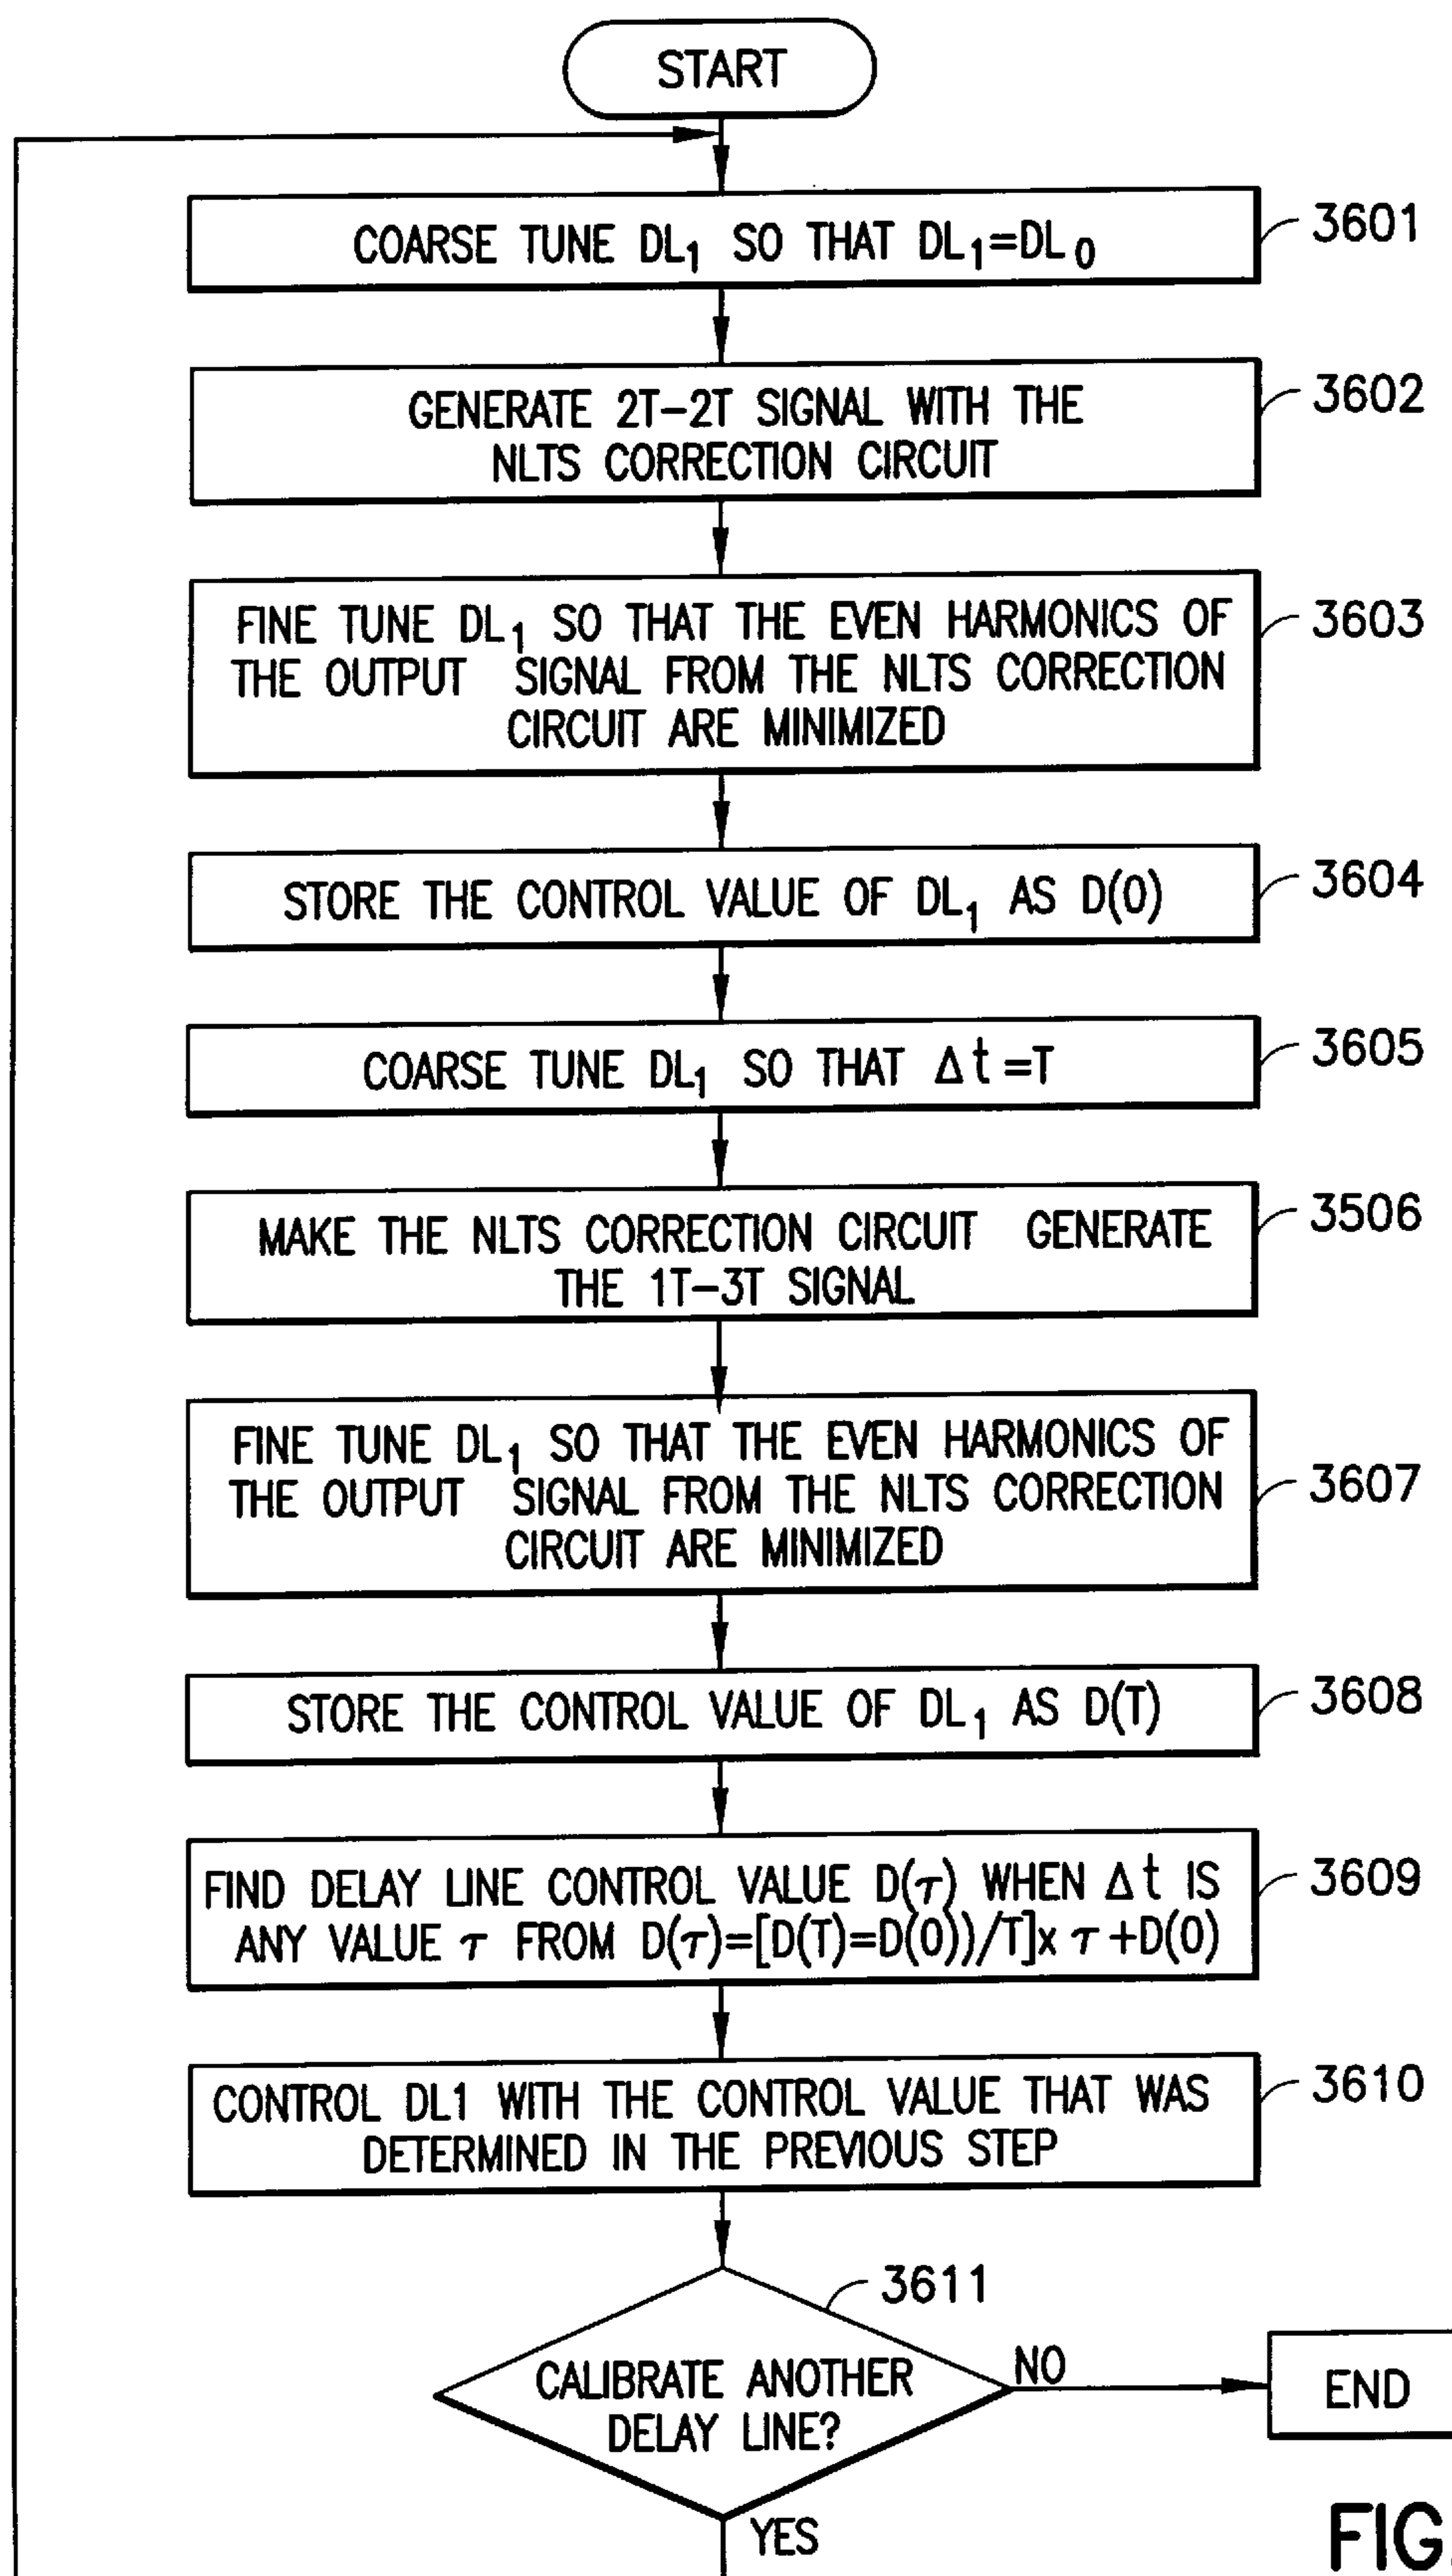 START
COARSE TUNE DL1 SO THAT DL1=DL0
3601
GENERATE 2T-2T SIGNAL WITH THE
NLTS CORRECTION CIRCUIT
3602
FINE TUNE DL1 SO THAT THE EVEN HARMONICS OF
THE OUTPUT SIGNAL FROM THE NLTS CORRECTION
CIRCUIT ARE MINIMIZED
3603
STORE THE CONTROL VALUE OF DL1 AS D(0)
3604
COARSE TUNE DL1 SO THAT Δt=T
3605
MAKE THE NLTS CORRECTION CIRCUIT GENERATE
THE 1T-3T SIGNAL
3506
FINE TUNE DL1 SO THAT THE EVEN HARMONICS OF
THE OUTPUT SIGNAL FROM THE NLTS CORRECTION
CIRCUIT ARE MINIMIZED
3607
STORE THE CONTROL VALUE OF DL1 AS D(T)
3608
FIND DELAY LINE CONTROL VALUE D(τ) WHEN Δt IS
ANY VALUE τ FROM D(τ)=[D(T)=D(0))/T]x τ+D(0)
3609
CONTROL DL1 WITH THE CONTROL VALUE THAT WAS
DETERMINED IN THE PREVIOUS STEP
3610
3611
CALIBRATE ANOTHER
DELAY LINE?
NO
END
YES
FIG.